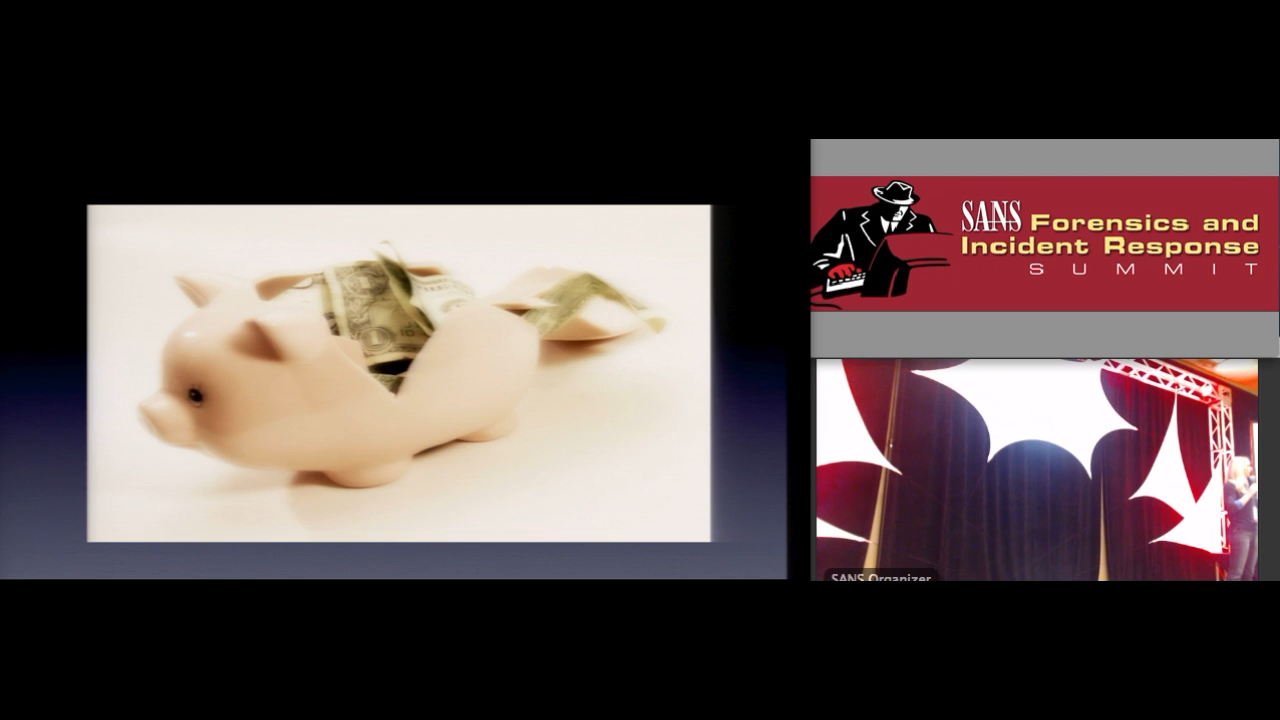 SANS Forensics and
Incident Response
SUMMIT
SANS Organizer